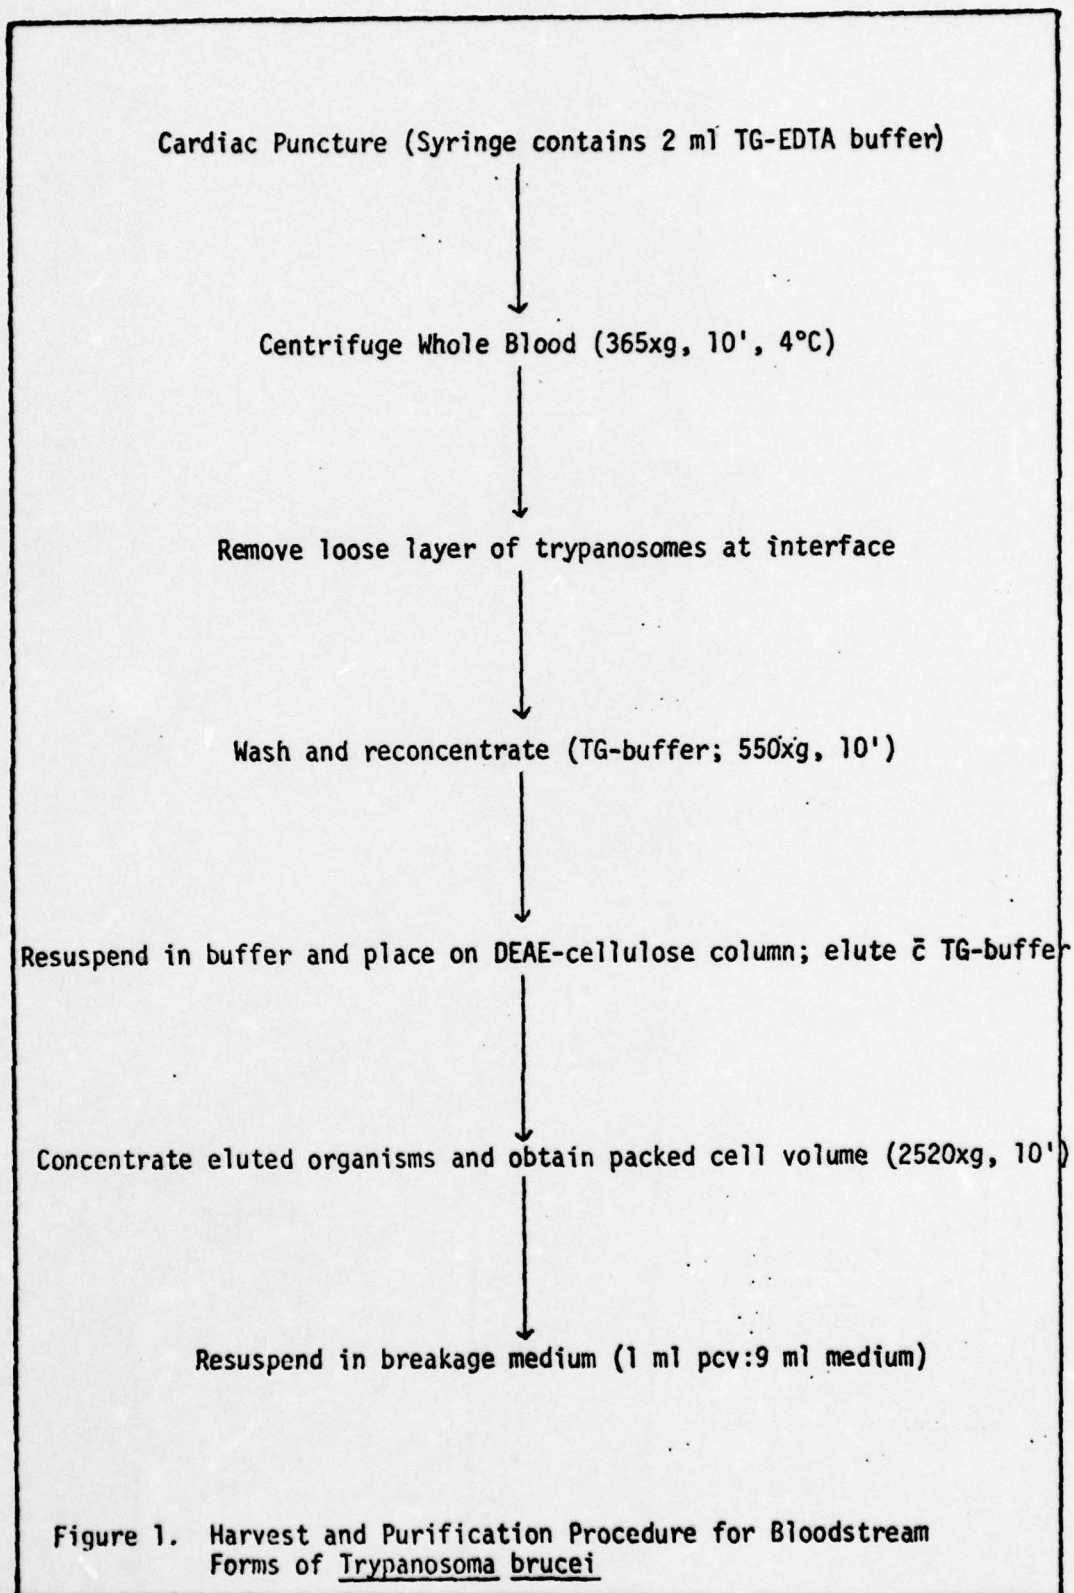 Cardiac Puncture (Syringe contains 2 ml TG-EDTA buffer)
Centrifuge Whole Blood (365xg, 10', 4°C)
Remove loose layer of trypanosomes at interface
Wash and reconcentrate (TG-buffer; 550xg, 10')
Resuspend in buffer and place on DEAE-cellulose column; elute c̄ TG-buffer
Concentrate eluted organisms and obtain packed cell volume (2520xg, 10')
Resuspend in breakage medium (1 ml pcv:9 ml medium)
Figure 1. Harvest and Purification Procedure for Bloodstream
Forms of Trypanosoma brucei